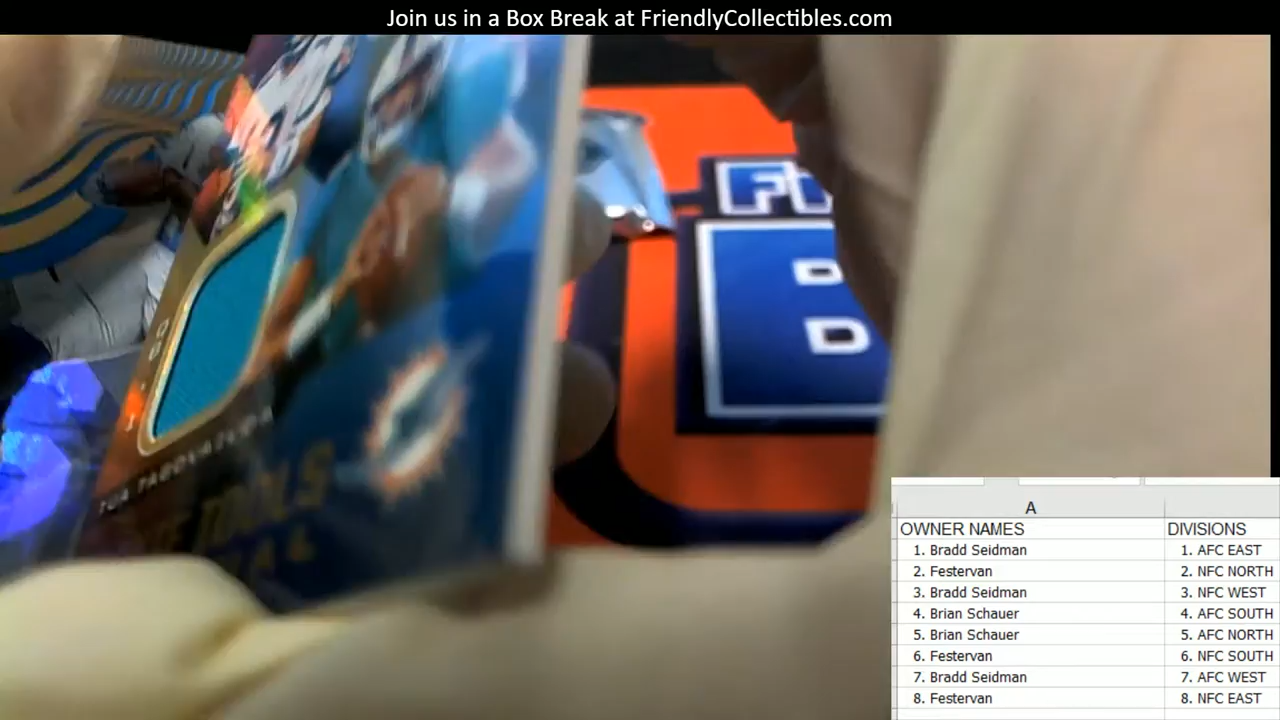 Join us in a Box Break at FriendlyCollectibles.com
TUA TAGOVAILOA
A
OWNER NAMES DIVISIONS
1. Bradd Seidman 1. AFC EAST
2. Festervan 2. NFC NORTH
3. Bradd Seidman 3. NFC WEST
4. Brian Schauer 4. AFC SOUTH
5. Brian Schauer 5. AFC NORTH
6. Festervan 6. NFC SOUTH
7. Bradd Seidman 7. AFC WEST
8. Festervan 8. NFC EAST